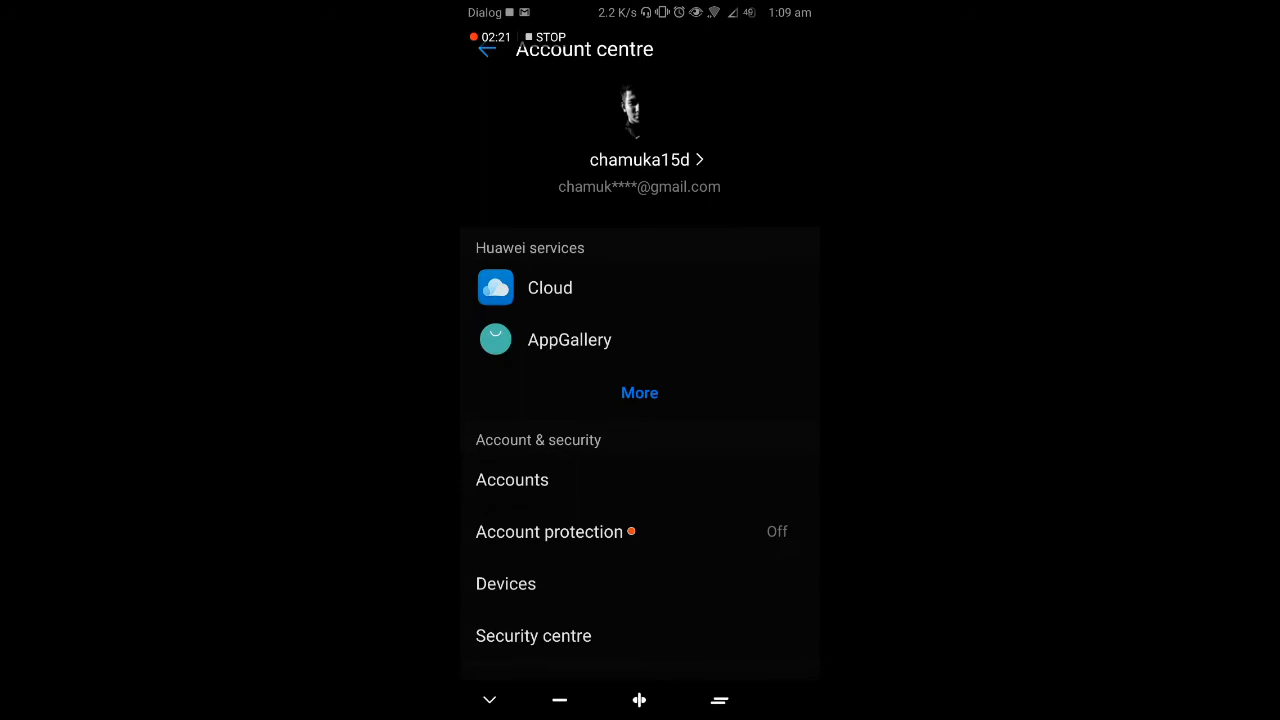 Dialog 2.2 K/s 4G 1:09 am
02:21 STOP
Account centre
chamuka15d
chamuk****@gmail.com
Huawei services
Cloud
AppGallery
More
Account & security
Accounts
Account protection Off
Devices
Security centre